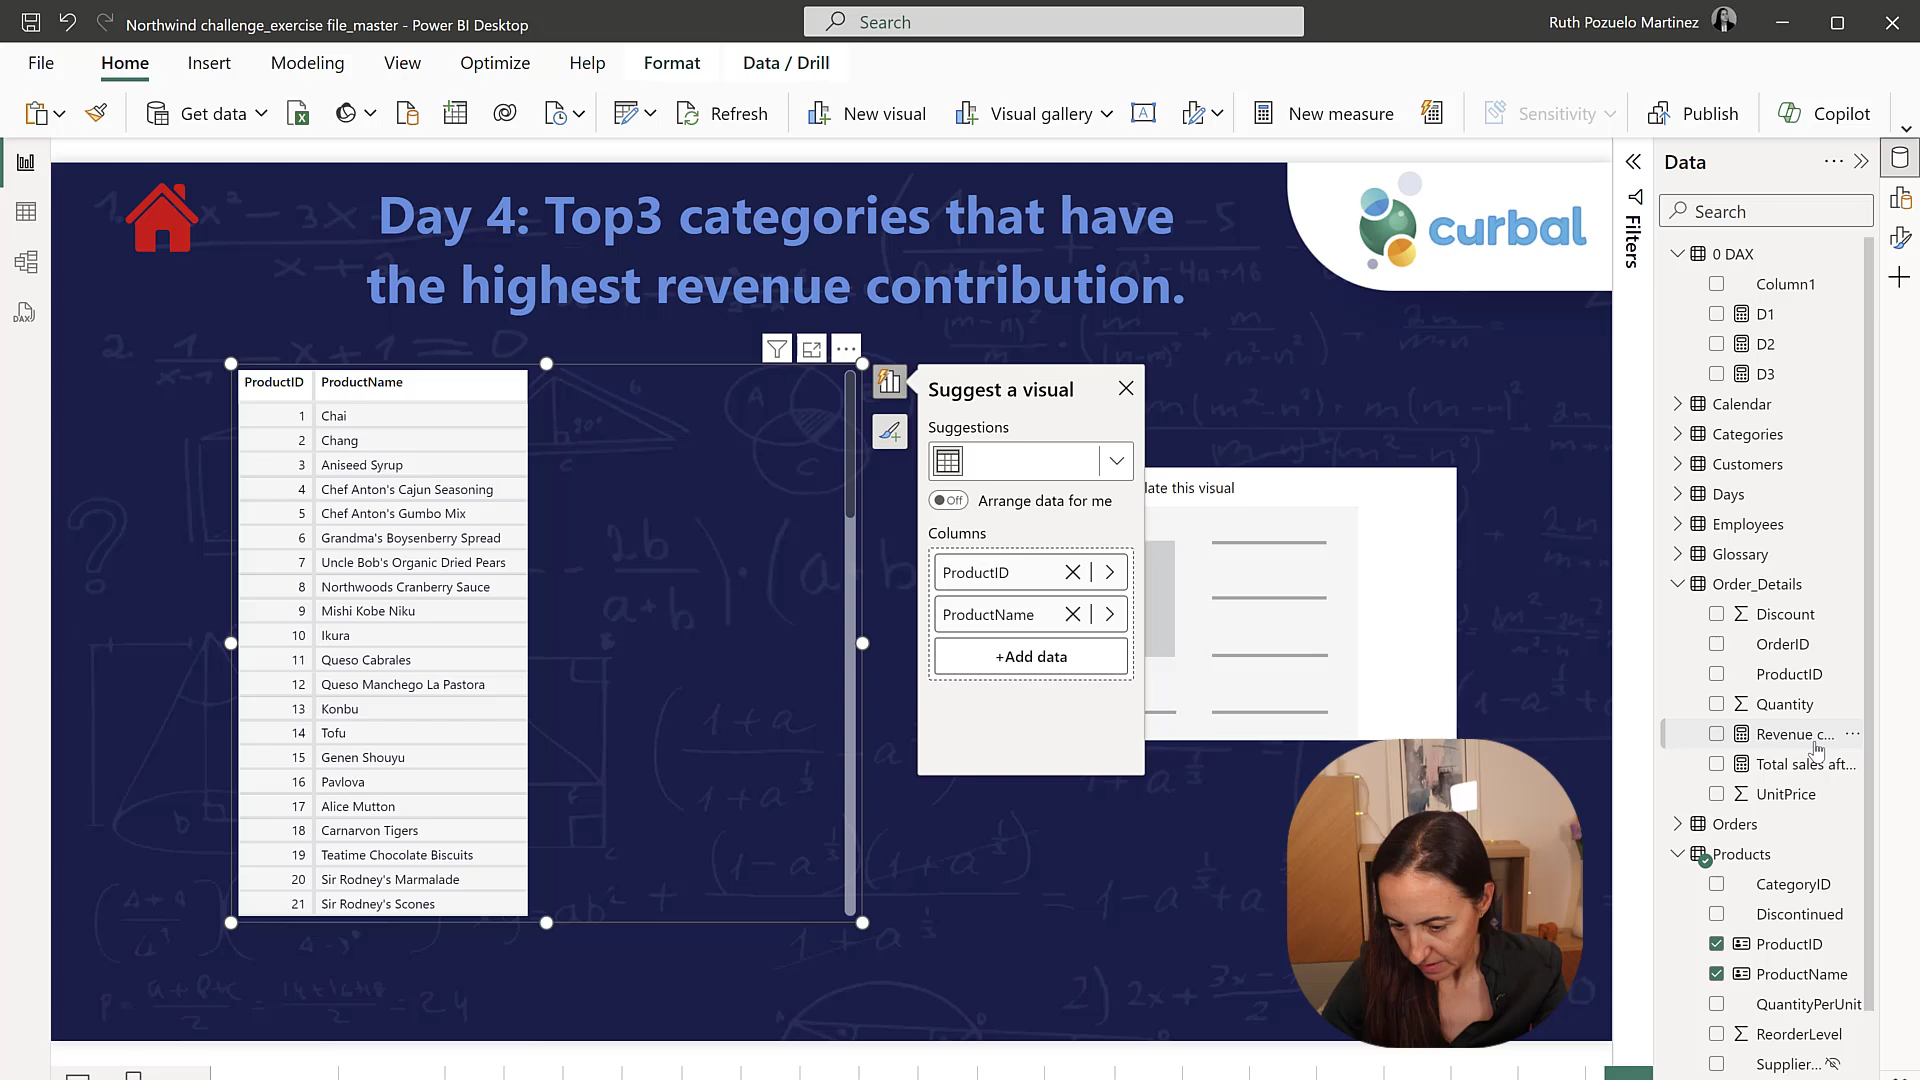 Northwind challenge_exercise file_master - Power BI Desktop
Search
Ruth Pozuelo Martinez
File
Home
Insert
Modeling
View
Optimize
Help
Format
Data / Drill
Get data
Refresh
New visual
Visual gallery
New measure
Sensitivity
Publish
Copilot
Day 4: Top3 categories that have
the highest revenue contribution.
curbal
ProductID ProductName
1 Chai
2 Chang
3 Aniseed Syrup
4 Chef Anton's Cajun Seasoning
5 Chef Anton's Gumbo Mix
6 Grandma's Boysenberry Spread
7 Uncle Bob's Organic Dried Pears
8 Northwoods Cranberry Sauce
9 Mishi Kobe Niku
10 Ikura
11 Queso Cabrales
12 Queso Manchego La Pastora
13 Konbu
14 Tofu
15 Genen Shouyu
16 Pavlova
17 Alice Mutton
18 Carnarvon Tigers
19 Teatime Chocolate Biscuits
20 Sir Rodney's Marmalade
21 Sir Rodney's Scones
Suggest a visual
Suggestions
Off Arrange data for me
Columns
ProductID
ProductName
+Add data
late this visual
Filters
Data
Search
0 DAX
Column1
D1
D2
D3
Calendar
Categories
Customers
Days
Employees
Glossary
Order_Details
Discount
OrderID
ProductID
Quantity
Revenue c...
Total sales aft...
UnitPrice
Orders
Products
CategoryID
Discontinued
ProductID
ProductName
QuantityPerUnit
ReorderLevel
Supplier...